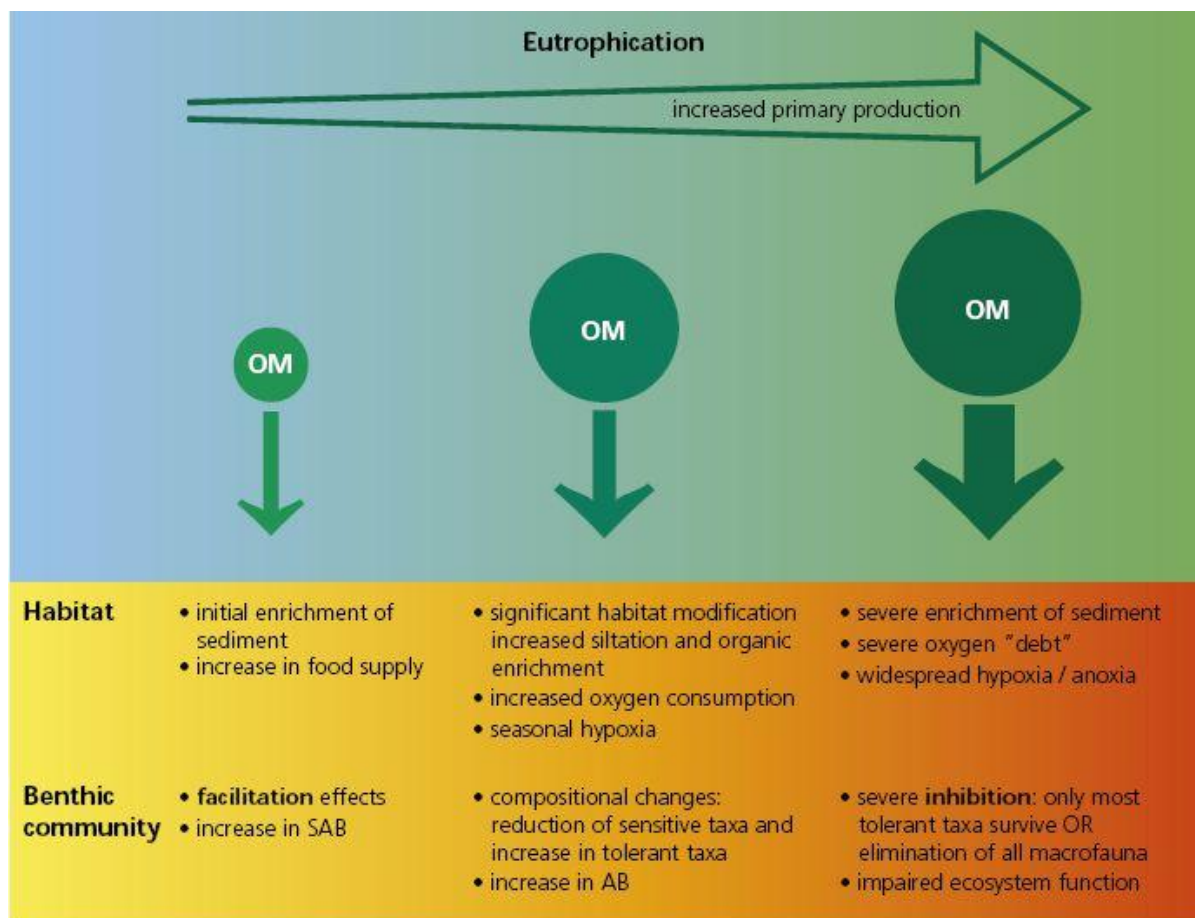 Eutrophication
increased primary production
OM
OM
OM
Habitat
• initial enrichment of
sediment
• increase in food supply
• significant habitat modification
increased siltation and organic
enrichment
• increased oxygen consumption
• seasonal hypoxia
• severe enrichment of sediment
• severe oxygen "debt"
• widespread hypoxia / anoxia
Benthic
community
• facilitation effects
• increase in SAB
• compositional changes:
reduction of sensitive taxa and
increase in tolerant taxa
• increase in AB
• severe inhibition: only most
tolerant taxa survive OR
elimination of all macrofauna
• impaired ecosystem function